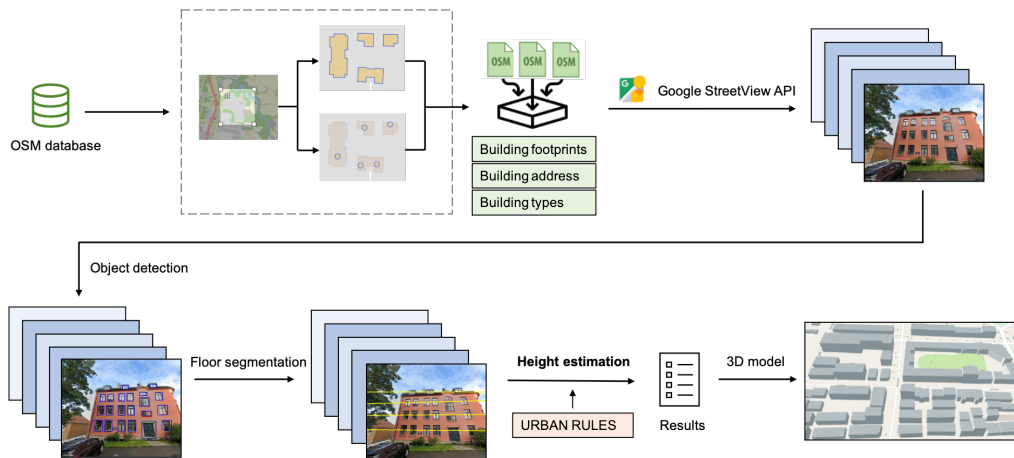 OSM database
OSM OSM OSM
Building footprints
Building address
Building types
G
Google StreetView API
Object detection
Floor segmentation
Height estimation
URBAN RULES
Results
3D model